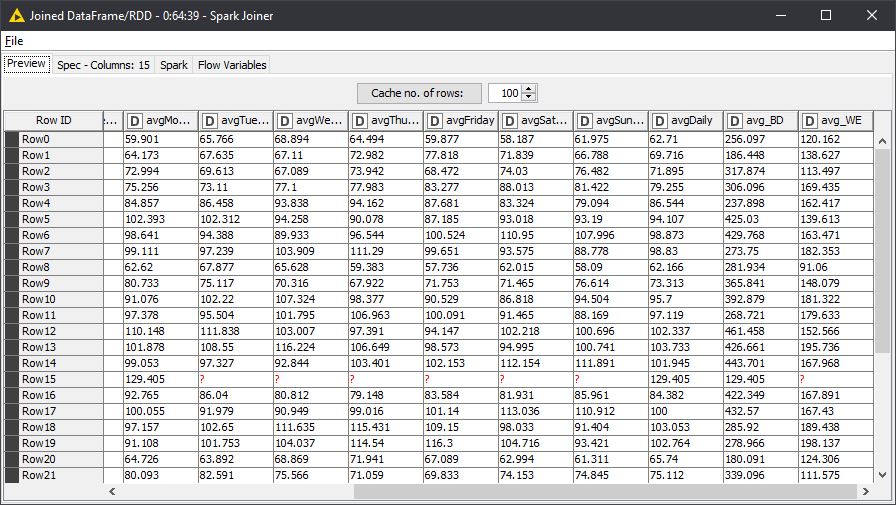 Joined DataFrame/RDD - 0:64:39 - Spark Joiner
File
Preview Spec - Columns: 15 Spark Flow Variables
Cache no. of rows: 100
Row ID ... D avgMo... D avgTue... D avgWe... D avgThu... D avgFriday D avgSat... D avgSun... D avgDaily D avg_BD D avg_WE
Row0 59.901 65.766 68.894 64.494 59.877 58.187 61.975 62.71 256.097 120.162
Row1 64.173 67.635 67.11 72.982 77.818 71.839 66.788 69.716 186.448 138.627
Row2 72.994 69.613 67.089 73.942 68.472 74.03 76.482 71.895 317.874 113.497
Row3 75.256 73.11 77.1 77.983 83.277 88.013 81.422 79.255 306.096 169.435
Row4 84.857 86.458 93.838 94.162 87.681 83.324 79.094 86.544 237.898 162.417
Row5 102.393 102.312 94.258 90.078 87.185 93.018 93.19 94.107 425.03 139.613
Row6 98.641 94.388 89.933 96.544 100.524 110.95 107.996 98.873 429.768 163.471
Row7 99.111 97.239 103.909 111.29 99.651 93.575 88.778 98.83 273.75 182.353
Row8 62.62 67.877 65.628 59.383 57.736 62.015 58.09 62.166 281.934 91.06
Row9 80.733 75.117 70.316 67.922 71.753 71.465 76.614 73.313 365.841 148.079
Row10 91.076 102.22 107.324 98.377 90.529 86.818 94.504 95.7 392.879 181.322
Row11 97.378 95.504 101.795 106.963 100.091 91.465 88.169 97.119 268.721 179.633
Row12 110.148 111.838 103.007 97.391 94.147 102.218 100.696 102.337 461.458 152.566
Row13 101.878 108.55 116.224 106.649 98.573 94.995 100.741 103.733 426.661 195.736
Row14 99.053 97.327 92.844 103.401 102.153 112.154 111.891 101.945 443.701 167.968
Row15 129.405 ? ? ? ? ? ? 129.405 129.405 ?
Row16 92.765 86.04 80.812 79.148 83.584 81.931 85.961 84.382 422.349 167.891
Row17 100.055 91.979 90.949 99.016 101.14 113.036 110.912 100 432.57 167.43
Row18 97.157 102.65 111.635 115.431 109.15 98.033 91.404 103.053 285.92 189.438
Row19 91.108 101.753 104.037 114.54 116.3 104.716 93.421 102.764 278.966 198.137
Row20 64.726 63.892 68.869 71.941 67.089 62.994 61.311 65.74 180.091 124.306
Row21 80.093 82.591 75.566 71.059 69.833 74.153 74.845 75.112 339.096 111.575